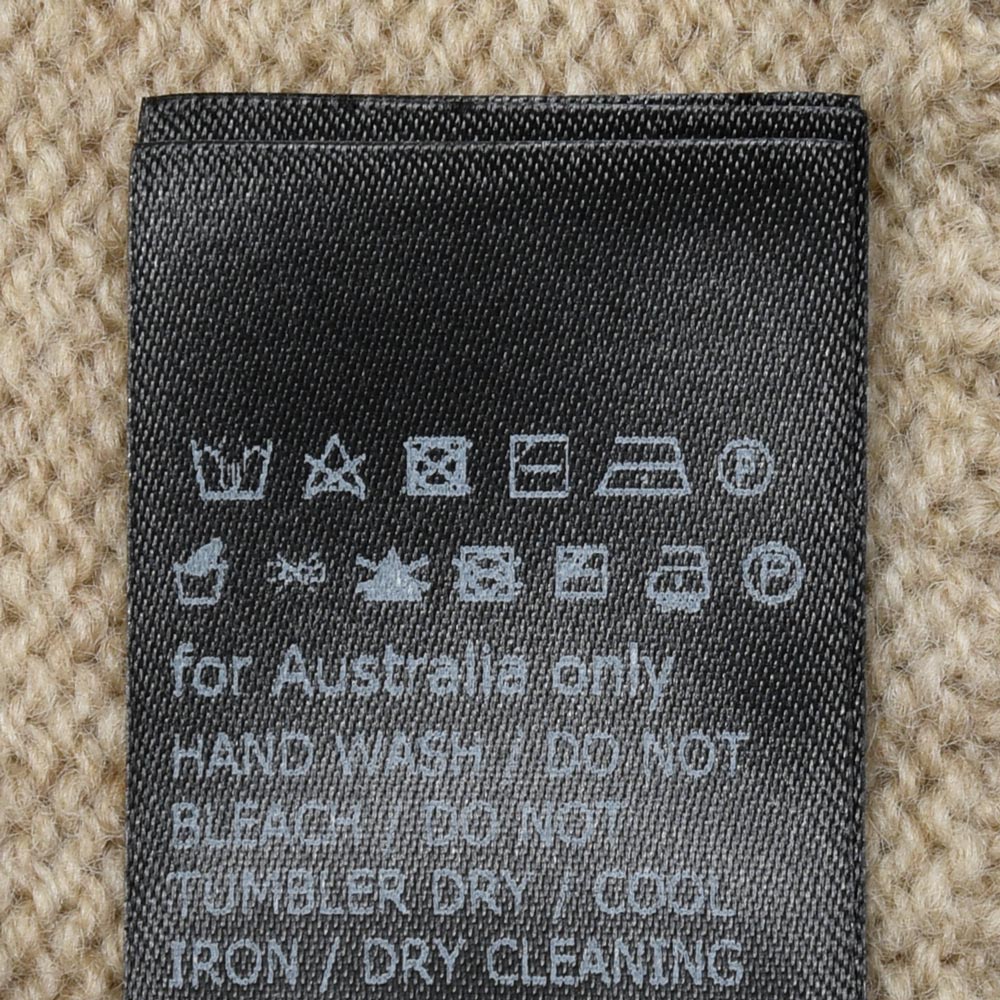 P
P
for Australia only
HAND WASH / DO NOT
BLEACH / DO NOT
TUMBLER DRY / COOL
IRON / DRY CLEANING